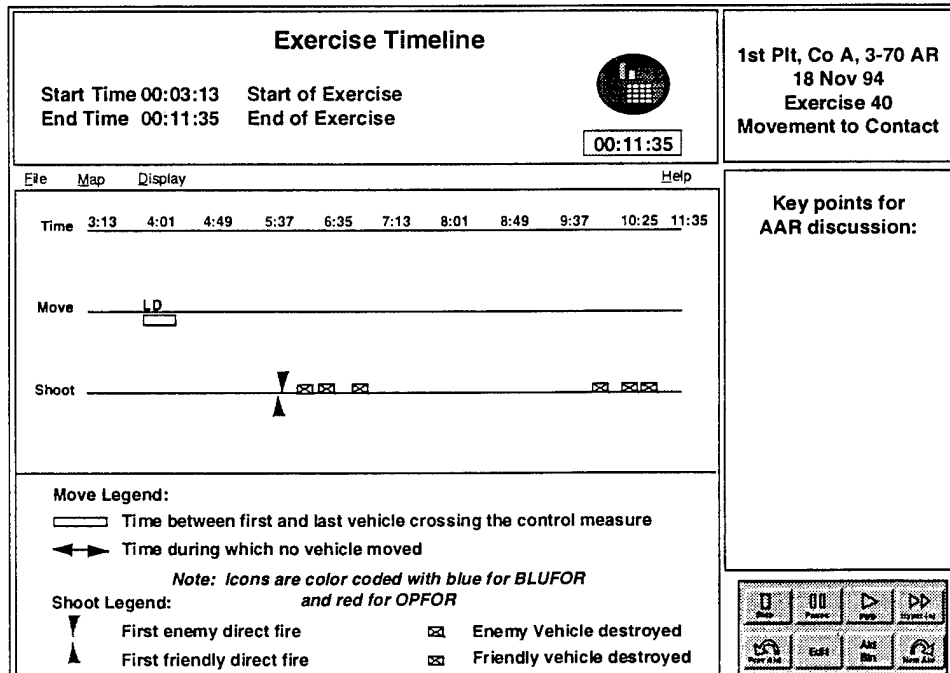 Exercise Timeline
Start Time 00:03:13 Start of Exercise
End Time 00:11:35 End of Exercise
00:11:35
1st Plt, Co A, 3-70 AR
18 Nov 94
Exercise 40
Movement to Contact
File Map Display Help
Time 3:13 4:01 4:49 5:37 6:35 7:13 8:01 8:49 9:37 10:25 11:35
Move LD
Shoot
Key points for
AAR discussion:
Move Legend:
Time between first and last vehicle crossing the control measure
Time during which no vehicle moved
Note: Icons are color coded with blue for BLUFOR
and red for OPFOR
Shoot Legend:
First enemy direct fire
Enemy Vehicle destroyed
First friendly direct fire
Friendly vehicle destroyed
Pause
Edit